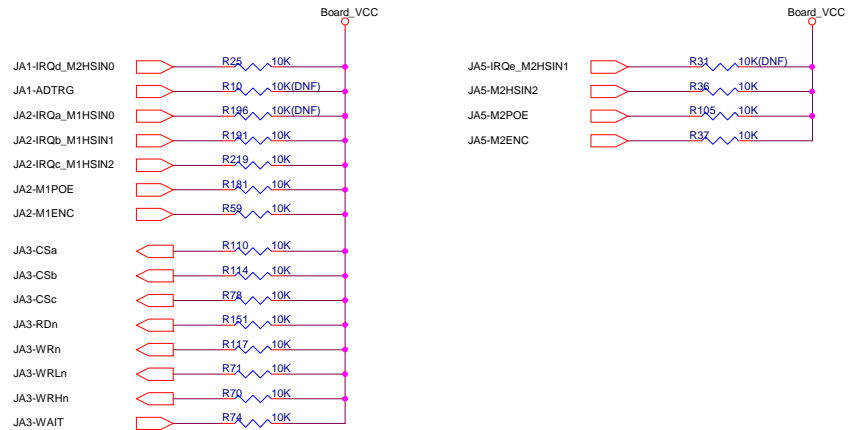 Board_VCC
JA1-IRQd_M2HSIN0 R25 10K
JA1-ADTRG R10 10K(DNF)
JA2-IRQa_M1HSIN0 R196 10K(DNF)
JA2-IRQb_M1HSIN1 R191 10K
JA2-IRQc_M1HSIN2 R219 10K
JA2-M1POE R181 10K
JA2-M1ENC R59 10K
JA3-CSa R110 10K
JA3-CSb R114 10K
JA3-CSc R78 10K
JA3-RDn R151 10K
JA3-WRn R117 10K
JA3-WRLn R71 10K
JA3-WRHn R70 10K
JA3-WAIT R74 10K
Board_VCC
JA5-IRQe_M2HSIN1 R31 10K(DNF)
JA5-M2HSIN2 R36 10K
JA5-M2POE R105 10K
JA5-M2ENC R37 10K